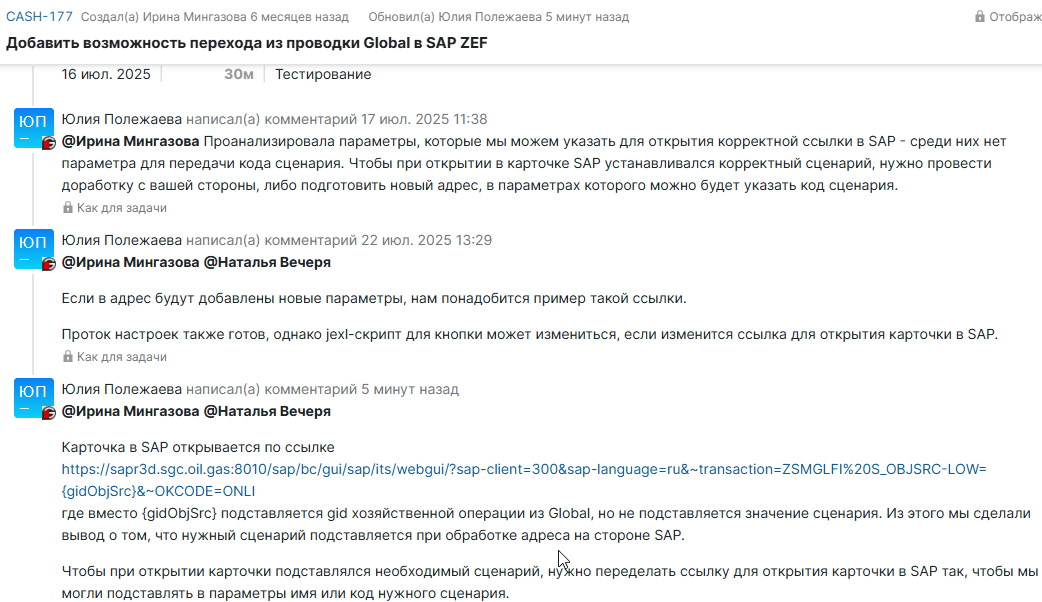 CASH-177 Создал(а) Ирина Мингазова 6 месяцев назад Обновил(а) Юлия Полежаева 5 минут назад Отображ
Добавить возможность перехода из проводки Global в SAP ZEF
16 июл. 2025 30м Тестирование
ЮП Юлия Полежаева написал(а) комментарий 17 июл. 2025 11:38
@Ирина Мингазова Проанализировала параметры, которые мы можем указать для открытия корректной ссылки в SAP - среди них нет
параметра для передачи кода сценария. Чтобы при открытии в карточке SAP устанавливался корректный сценарий, нужно провести
доработку с вашей стороны, либо подготовить новый адрес, в параметрах которого можно будет указать код сценария.
Как для задачи
ЮП Юлия Полежаева написал(а) комментарий 22 июл. 2025 13:29
@Ирина Мингазова @Наталья Вечеря
Если в адрес будут добавлены новые параметры, нам понадобится пример такой ссылки.
Проток настроек также готов, однако jexl-скрипт для кнопки может измениться, если изменится ссылка для открытия карточки в SAP.
Как для задачи
ЮП Юлия Полежаева написал(а) комментарий 5 минут назад
@Ирина Мингазова @Наталья Вечеря
Карточка в SAP открывается по ссылке
https://sapr3d.sgc.oil.gas:8010/sap/bc/gui/sap/its/webgui/?sap-client=300&sap-language=ru&~transaction=ZSMGLFI%20S_OBJSRC-LOW=
{gidObjSrc}&~OKCODE=ONLI
где вместо {gidObjSrc} подставляется gid хозяйственной операции из Global, но не подставляется значение сценария. Из этого мы сделали
вывод о том, что нужный сценарий подставляется при обработке адреса на стороне SAP.
Чтобы при открытии карточки подставлялся необходимый сценарий, нужно переделать ссылку для открытия карточки в SAP так, чтобы мы
могли подставлять в параметры имя или код нужного сценария.